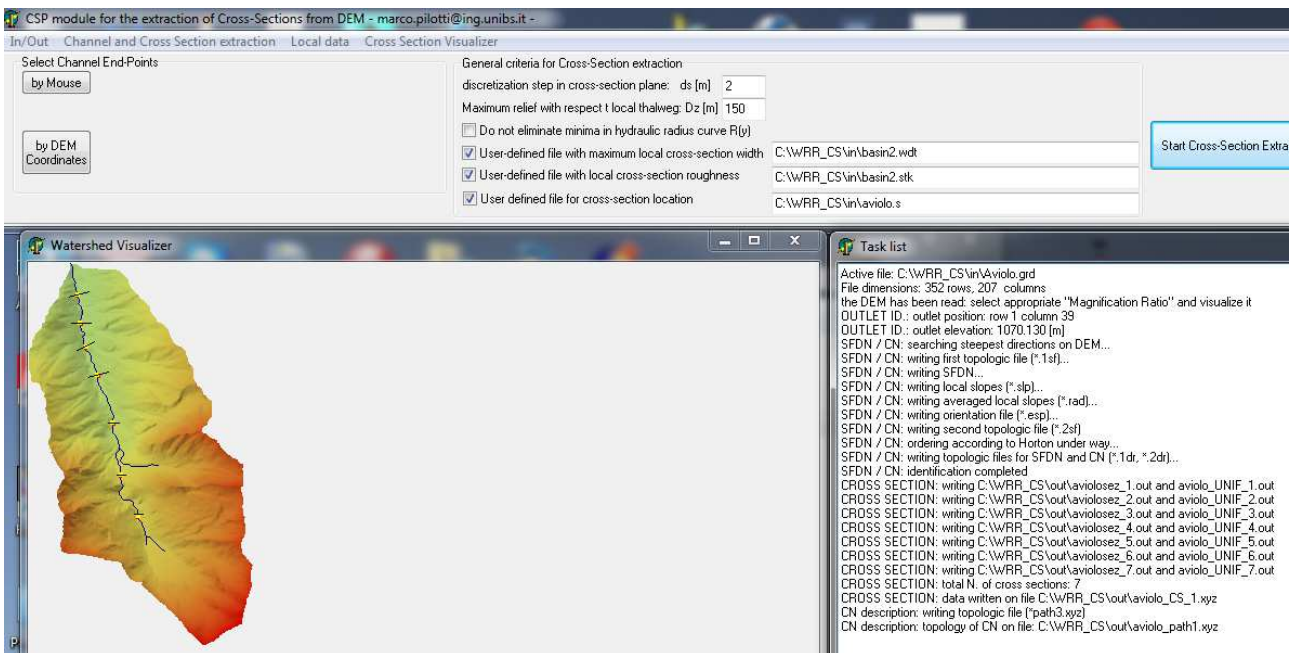 CSP module for the extraction of Cross-Sections from DEM - marco.pilotti@ing.unibs.it -
In/Out Channel and Cross Section extraction Local data Cross Section Visualizer
Select Channel End-Points
by Mouse
by DEM
Coordinates
General criteria for Cross-Section extraction
discretization step in cross-section plane: ds [m] 2
Maximum relief with respect t local thalweg: Dz [m] 150
Do not eliminate minima in hydraulic radius curve R(y)
User-defined file with maximum local cross-section width C:\WRR_CS\in\basin2.wdt
User-defined file with local cross-section roughness C:\WRR_CS\in\basin2.stk
User defined file for cross-section location C:\WRR_CS\in\aviolo.s
Start Cross-Section Extra
Watershed Visualizer
Task list
Active file: C:\WRR_CS\in\Aviolo.grd
File dimensions: 352 rows, 207 columns
the DEM has been read: select appropriate "Magnification Ratio" and visualize it
OUTLET ID.: outlet position: row 1 column 39
OUTLET ID.: outlet elevation: 1070.130 [m]
SFDN / CN: searching steepest directions on DEM...
SFDN / CN: writing first topologic file (*.1sf)...
SFDN / CN: writing SFDN...
SFDN / CN: writing local slopes (*.slp)...
SFDN / CN: writing averaged local slopes (*.rad)...
SFDN / CN: writing orientation file (*.esp)...
SFDN / CN: writing second topologic file (*.2sf)
SFDN / CN: ordering according to Horton under way...
SFDN / CN: writing topologic files for SFDN and CN (*.1dr, *.2dr)...
SFDN / CN: identification completed
CROSS SECTION: writing C:\WRR_CS\out\aviolosez_1.out and aviolo_UNIF_1.out
CROSS SECTION: writing C:\WRR_CS\out\aviolosez_2.out and aviolo_UNIF_2.out
CROSS SECTION: writing C:\WRR_CS\out\aviolosez_3.out and aviolo_UNIF_3.out
CROSS SECTION: writing C:\WRR_CS\out\aviolosez_4.out and aviolo_UNIF_4.out
CROSS SECTION: writing C:\WRR_CS\out\aviolosez_5.out and aviolo_UNIF_5.out
CROSS SECTION: writing C:\WRR_CS\out\aviolosez_6.out and aviolo_UNIF_6.out
CROSS SECTION: writing C:\WRR_CS\out\aviolosez_7.out and aviolo_UNIF_7.out
CROSS SECTION: total N. of cross sections: 7
CROSS SECTION: data written on file C:\WRR_CS\out\aviolo_CS_1.xyz
CN description: writing topologic file (*path3.xyz)
CN description: topology of CN on file: C:\WRR_CS\out\aviolo_path1.xyz